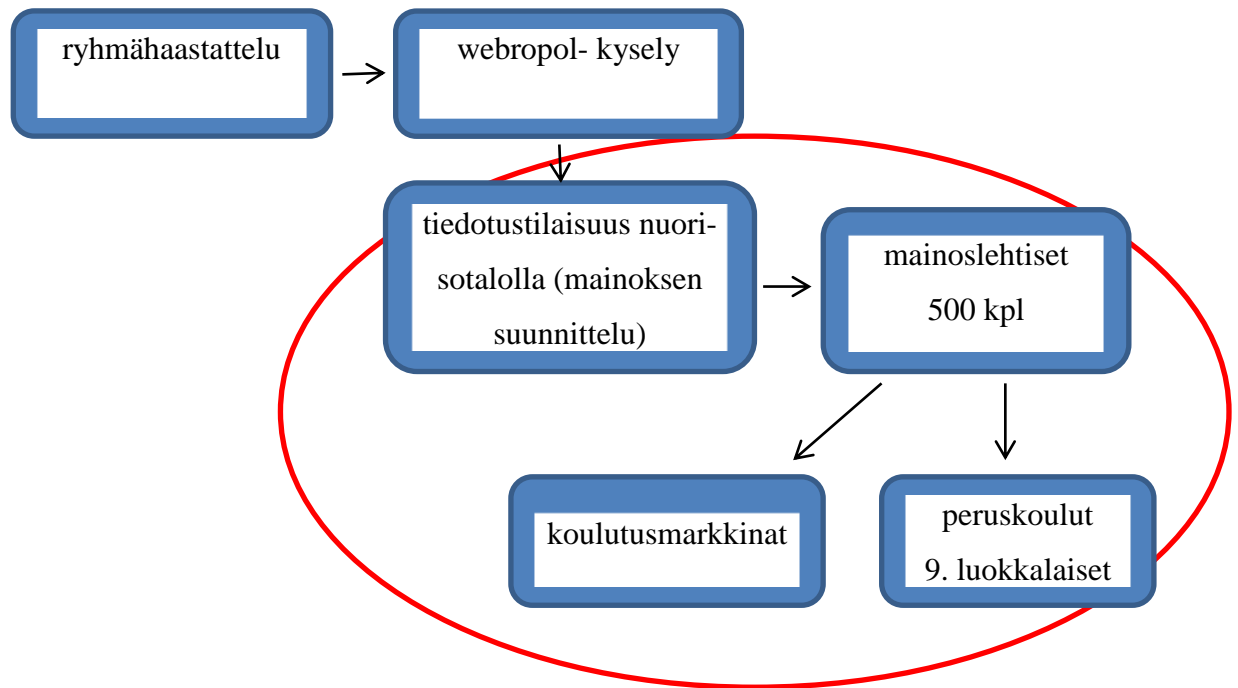 ryhmähaastattelu
webropol- kysely
tiedotustilaisuus nuori-
sotalolla (mainoksen
suunnittelu)
mainoslehtiset
500 kpl
koulutusmarkkinat
peruskoulut
9. luokkalaiset